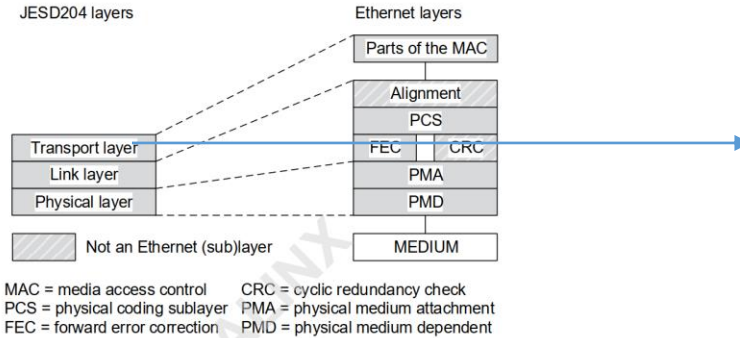 JESD204 layers
Ethernet layers
Parts of the MAC
Alignment
PCS
Transport layer
FEC
CRC
Link layer
PMA
Physical layer
PMD
Not an Ethernet (sub)layer
MEDIUM
MAC = media access control
CRC = cyclic redundancy check
PCS = physical coding sublayer
PMA = physical medium attachment
FEC = forward error correction
PMD = physical medium dependent